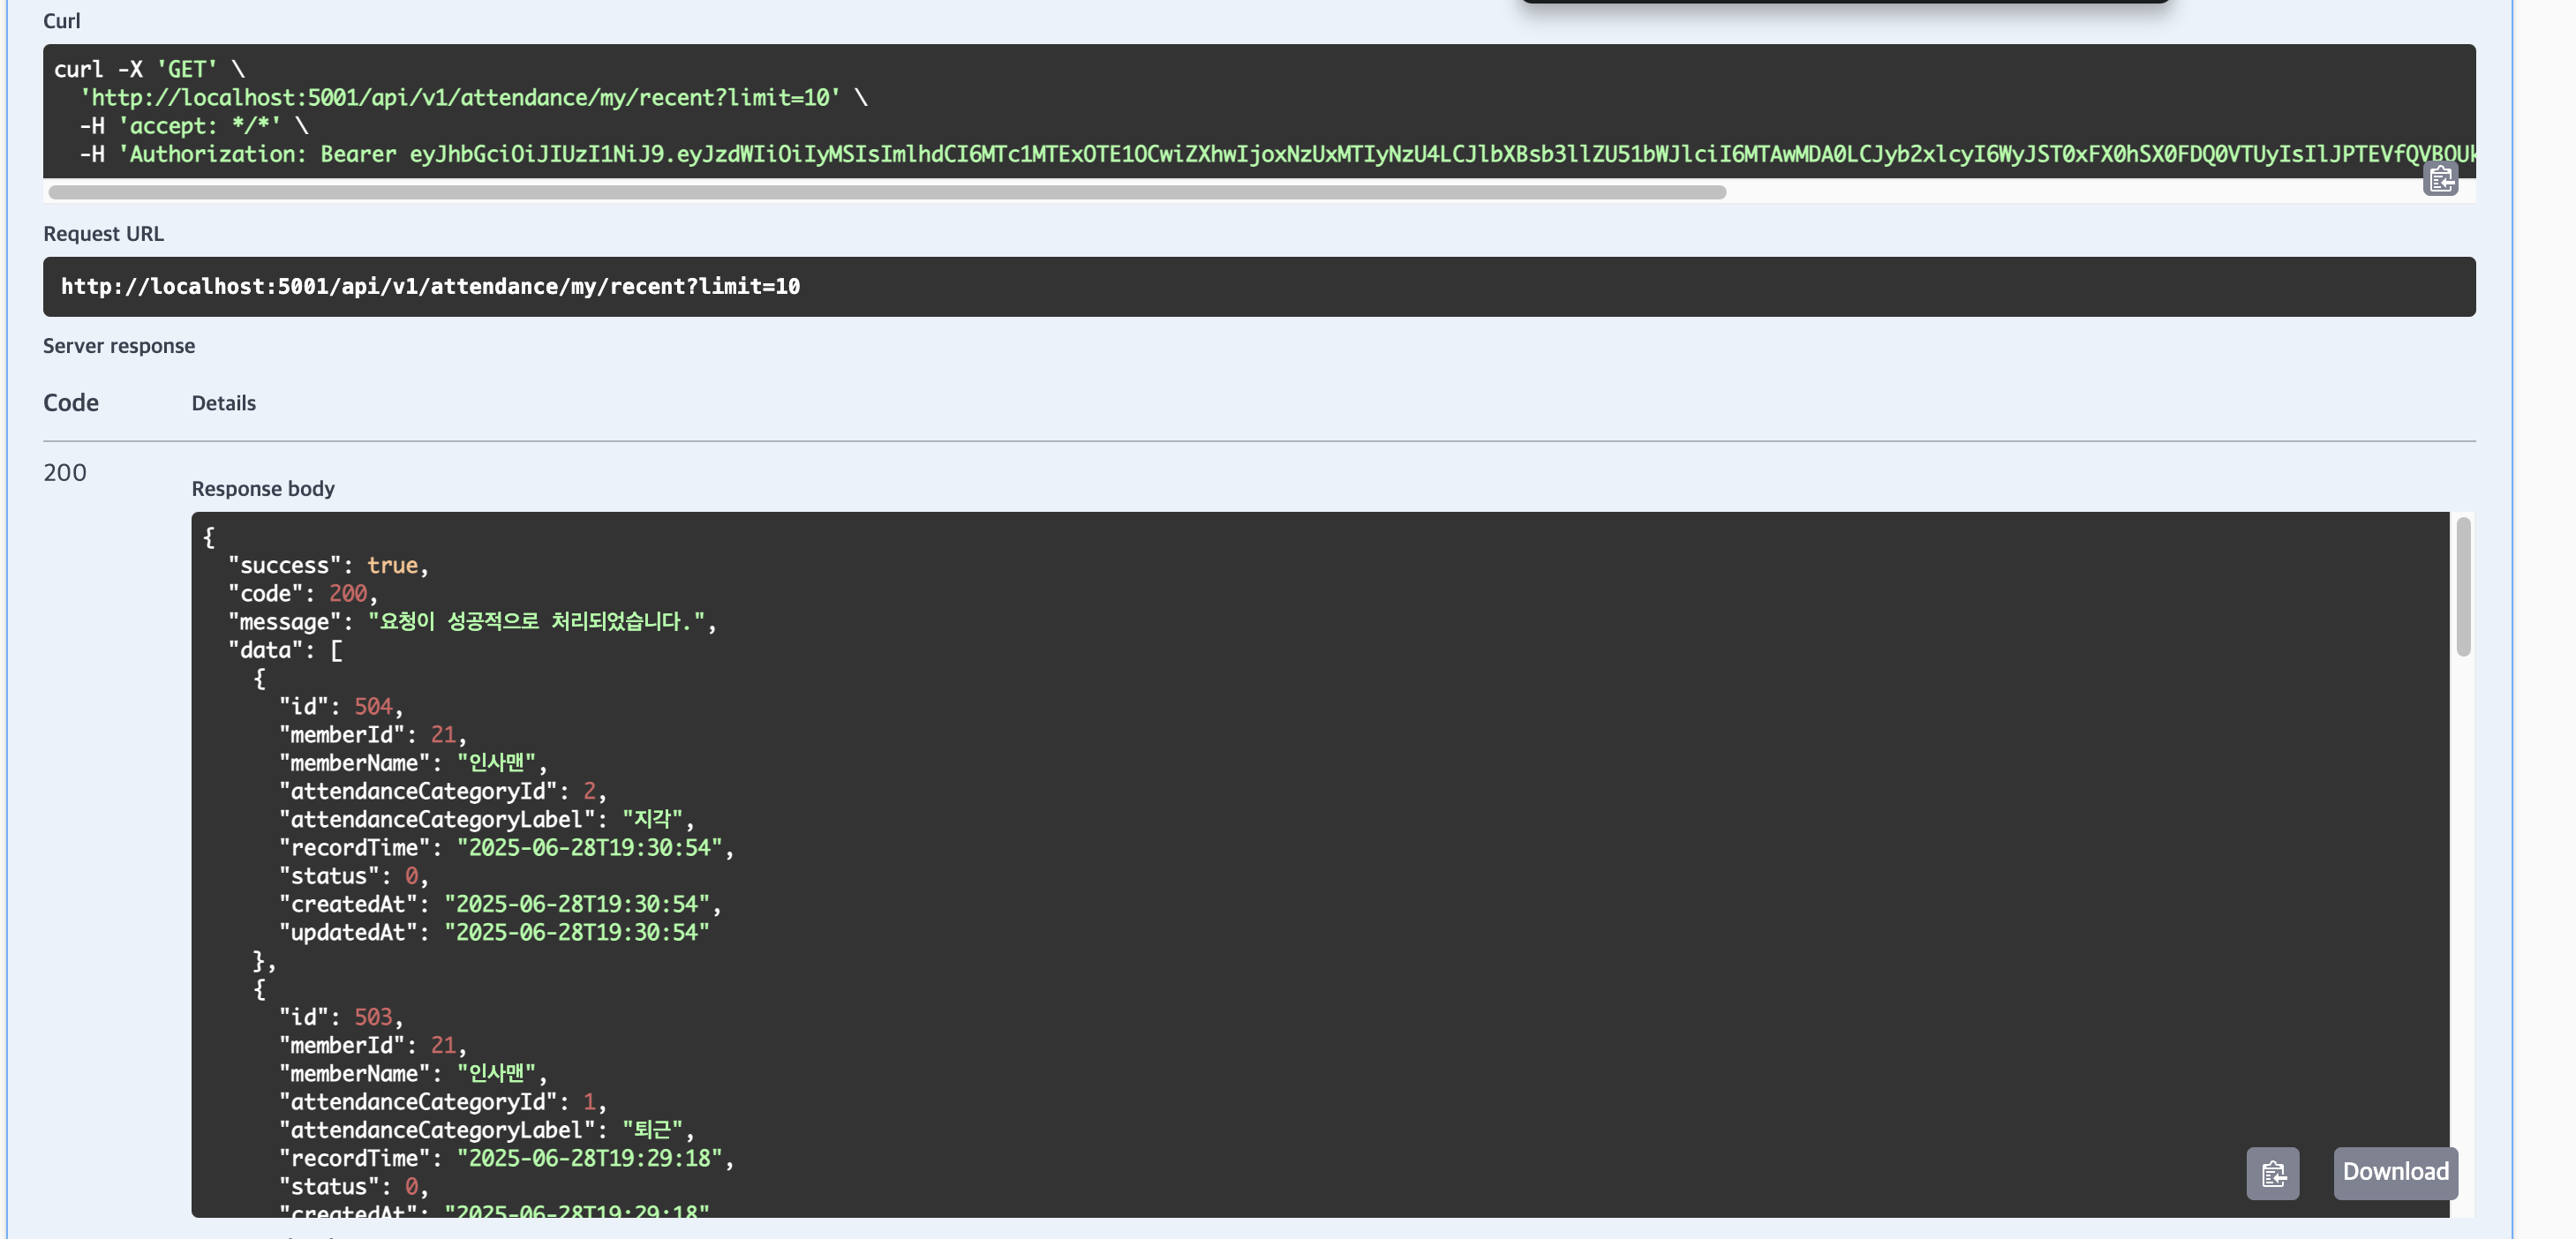 Curl
curl -X 'GET' \
'http://localhost:5001/api/v1/attendance/my/recent?limit=10' \
-H 'accept: */*' \
-H 'Authorization: Bearer eyJhbGciOiJIUzI1NiJ9.eyJzdWIiOiIyMSIsImlhdCI6MTc1MTExOTE1OCwiZXhwIjoxNzUxMTIyNzU4LCJlbXBsb3llZU51bWJlciI6MTAwMDA0LCJyb2xlcyI6WyJST0xFX0hSX0FDQ0VTUyIsIlJPTEVfQVBQUk
Request URL
http://localhost:5001/api/v1/attendance/my/recent?limit=10
Server response
Code Details
200
Response body
{
"success": true,
"code": 200,
"message": "요청이 성공적으로 처리되었습니다.",
"data": [
{
"id": 504,
"memberId": 21,
"memberName": "인사맨",
"attendanceCategoryId": 2,
"attendanceCategoryLabel": "지각",
"recordTime": "2025-06-28T19:30:54",
"status": 0,
"createdAt": "2025-06-28T19:30:54",
"updatedAt": "2025-06-28T19:30:54"
},
{
"id": 503,
"memberId": 21,
"memberName": "인사맨",
"attendanceCategoryId": 1,
"attendanceCategoryLabel": "퇴근",
"recordTime": "2025-06-28T19:29:18",
"status": 0,
"createdAt": "2025-06-28T19:29:18"
Download